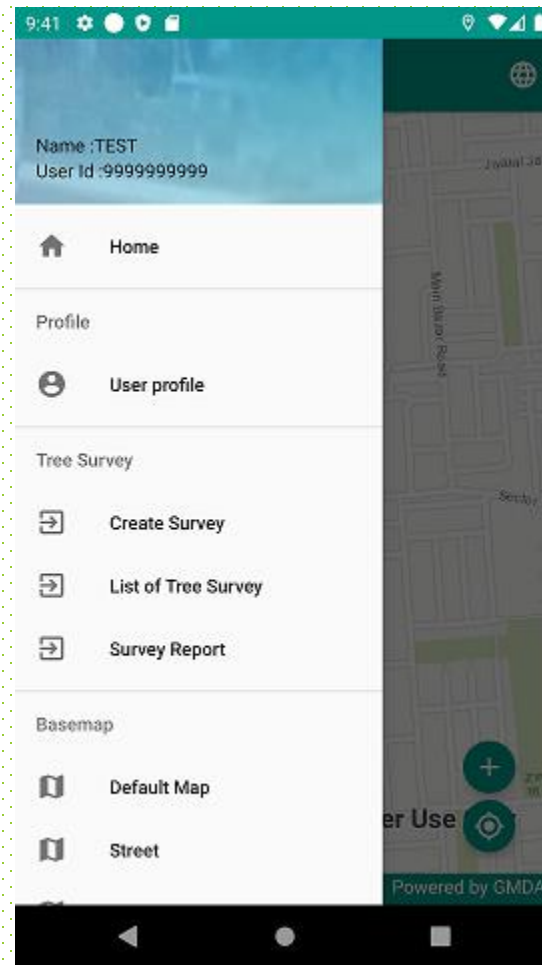 9:41
Name :TEST
User Id :9999999999
Home
Profile
User profile
Tree Survey
Create Survey
List of Tree Survey
Survey Report
Basemap
Default Map
Street
Main Bazar Road
Sector
er Use
Powered by GMDA